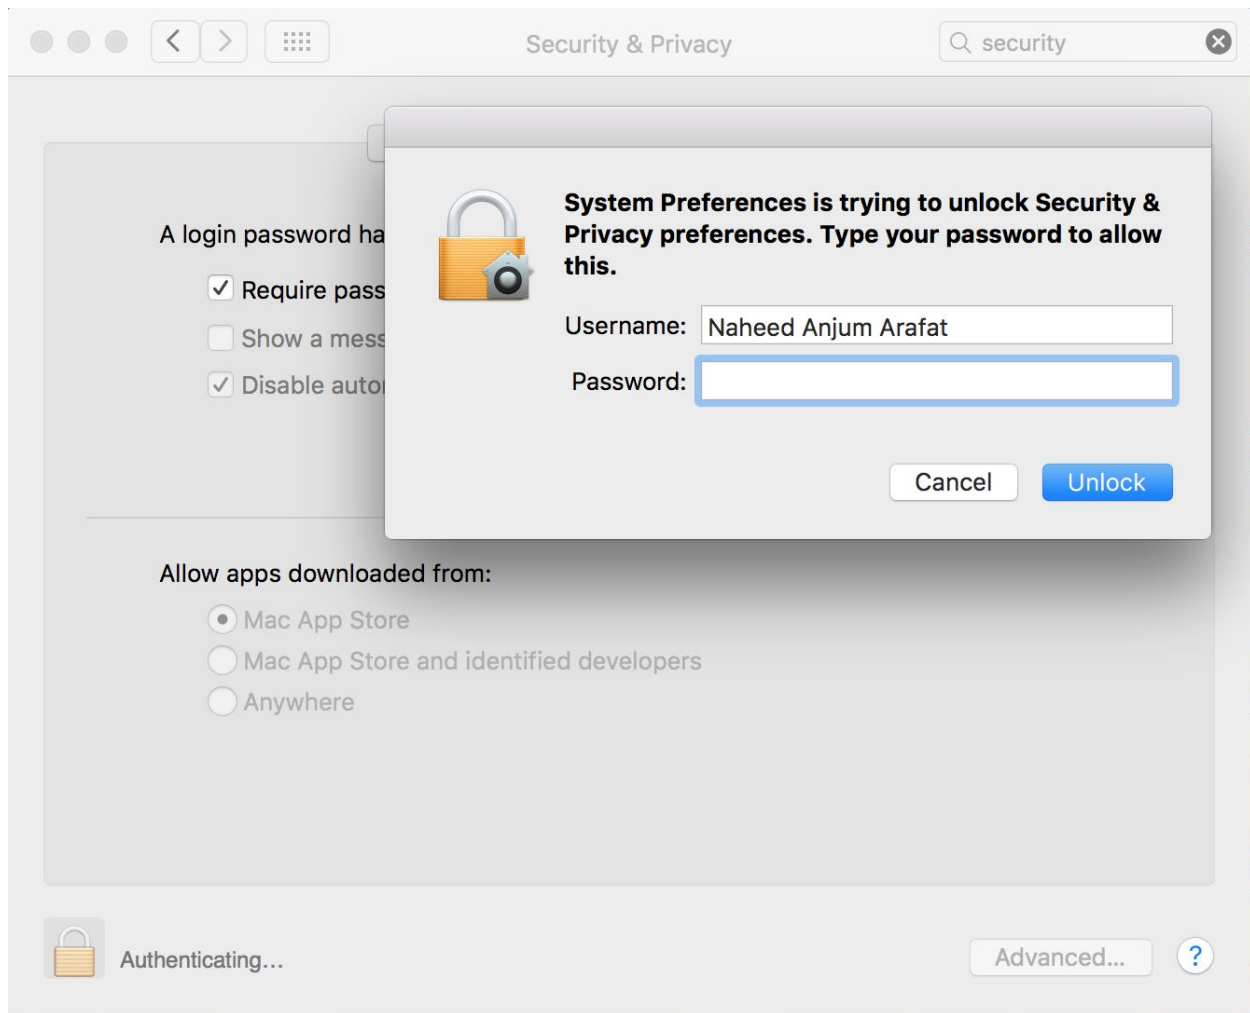 Security & Privacy
security
A login password ha
Require pass
Show a mess
Disable auto
System Preferences is trying to unlock Security &
Privacy preferences. Type your password to allow
this.
Username: Naheed Anjum Arafat
Password:
Cancel Unlock
Allow apps downloaded from:
Mac App Store
Mac App Store and identified developers
Anywhere
Authenticating...
Advanced...
?